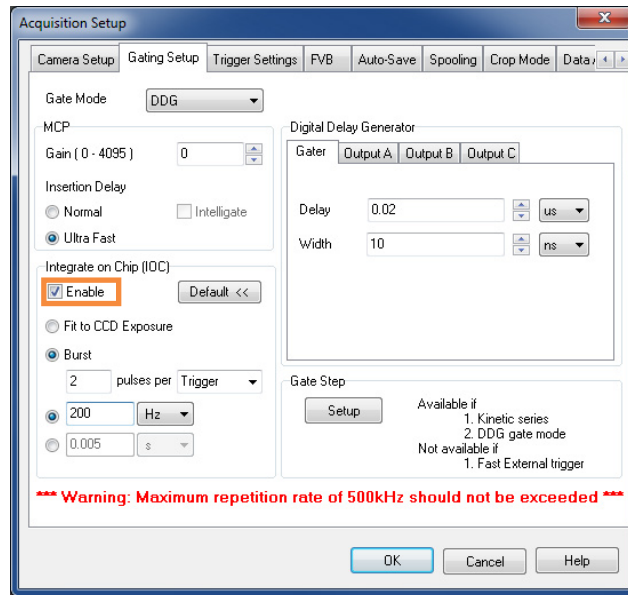 Acquisition Setup
Camera Setup Gating Setup Trigger Settings FVB Auto-Save Spooling Crop Mode Data
Gate Mode DDG
MCP
Gain ( 0 - 4095 ) 0
Insertion Delay
Normal Intelligate
Ultra Fast
Integrate on Chip (IOC)
Enable Default <<
Fit to CCD Exposure
Burst
2 pulses per Trigger
200 Hz
0.005 s
Digital Delay Generator
Gater Output A Output B Output C
Delay 0.02 us
Width 10 ns
Gate Step
Setup
Available if
1. Kinetic series
2. DDG gate mode
Not available if
1. Fast External trigger
*** Warning: Maximum repetition rate of 500kHz should not be exceeded ***
OK Cancel Help